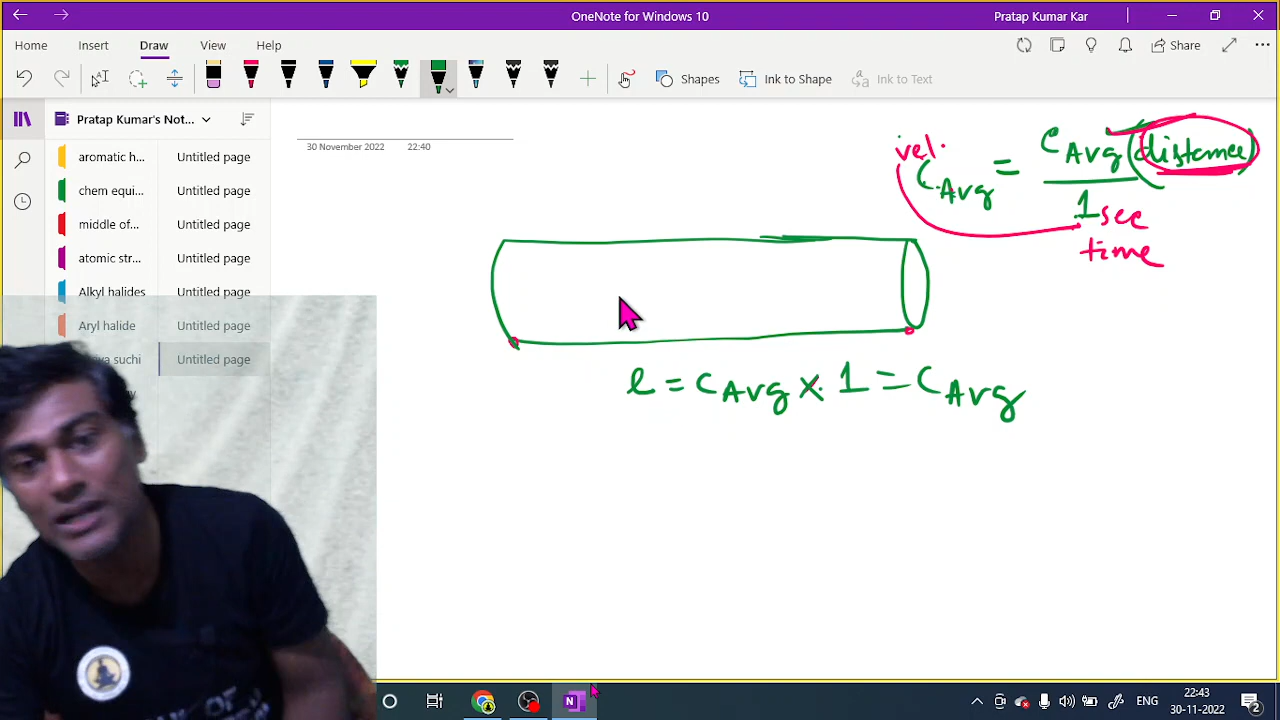 OneNote for Windows 10
Pratap Kumar Kar
Home Insert Draw View Help
Share
Shapes Ink to Shape Ink to Text
Pratap Kumar's Not...
30 November 2022 22:40
aromatic h... Untitled page
chem equi... Untitled page
middle of... Untitled page
atomic str... Untitled page
Alkyl halides Untitled page
Aryl halide Untitled page
suchi Untitled page
vel.
CAvg = CAvg (distance)
1 sec
time
l = CAvg x 1 = CAvg
ENG
22:43
30-11-2022
2